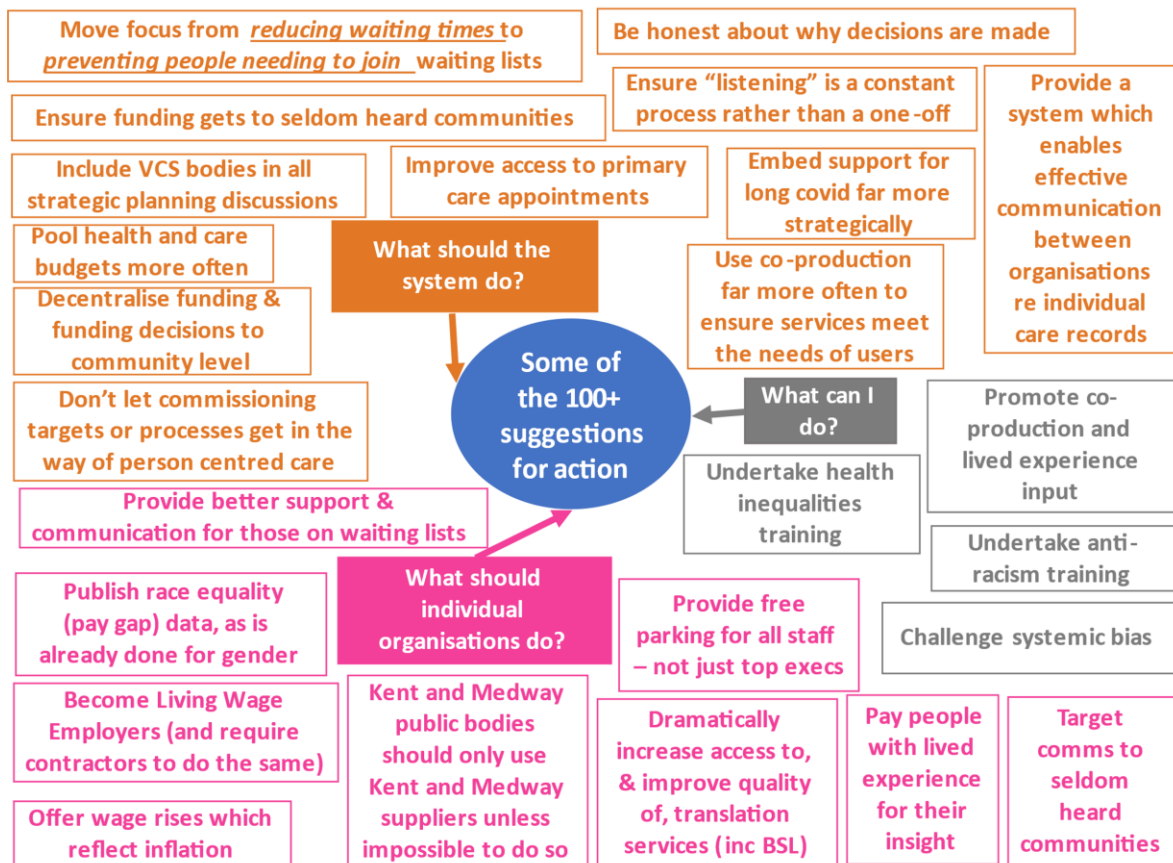 Move focus from reducing waiting times to
preventing people needing to join waiting lists
Be honest about why decisions are made
Ensure funding gets to seldom heard communities
Ensure “listening” is a constant
process rather than a one-off
Provide a
system which
enables
effective
communication
between
organisations
re individual
care records
Include VCS bodies in all
strategic planning discussions
Improve access to primary
care appointments
Embed support for
long covid far more
strategically
Pool health and care
budgets more often
What should the
system do?
Use co-production
far more often to
ensure services meet
the needs of users
Decentralise funding &
funding decisions to
community level
Some of
the 100+
suggestions
for action
Don’t let commissioning
targets or processes get in the
way of person centred care
What can I
do?
Promote co-
production and
lived experience
input
Undertake health
inequalities
training
Undertake anti-
racism training
Challenge systemic bias
Provide better support &
communication for those on waiting lists
What should
individual
organisations do?
Publish race equality
(pay gap) data, as is
already done for gender
Provide free
parking for all staff
– not just top execs
Become Living Wage
Employers (and require
contractors to do the same)
Kent and Medway
public bodies
should only use
Kent and Medway
suppliers unless
impossible to do so
Dramatically
increase access to,
& improve quality
of, translation
services (inc BSL)
Pay people
with lived
experience
for their
insight
Target
comms to
seldom
heard
communities
Offer wage rises which
reflect inflation